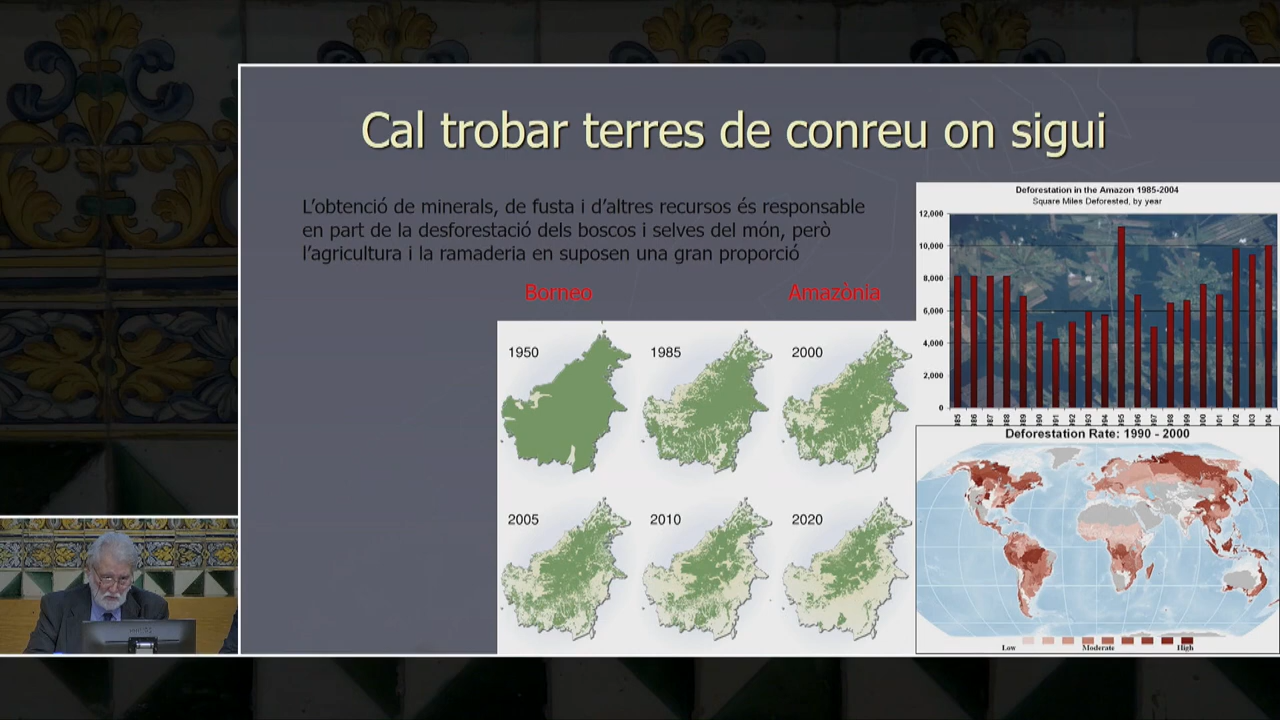 Cal trobar terres de conreu on sigui
L'obtenció de minerals, de fusta i d'altres recursos és responsable
en part de la desforestació dels boscos i selves del món, però
l'agricultura i la ramaderia en suposen una gran proporció
Borneo
Amazònia
1950
1985
2000
2005
2010
2020
Deforestation in the Amazon 1985-2004
Square Miles Deforested, by year
12,000
10,000
8,000
6,000
4,000
2,000
0
Deforestation Rate: 1990 - 2000
Low
Moderate
High